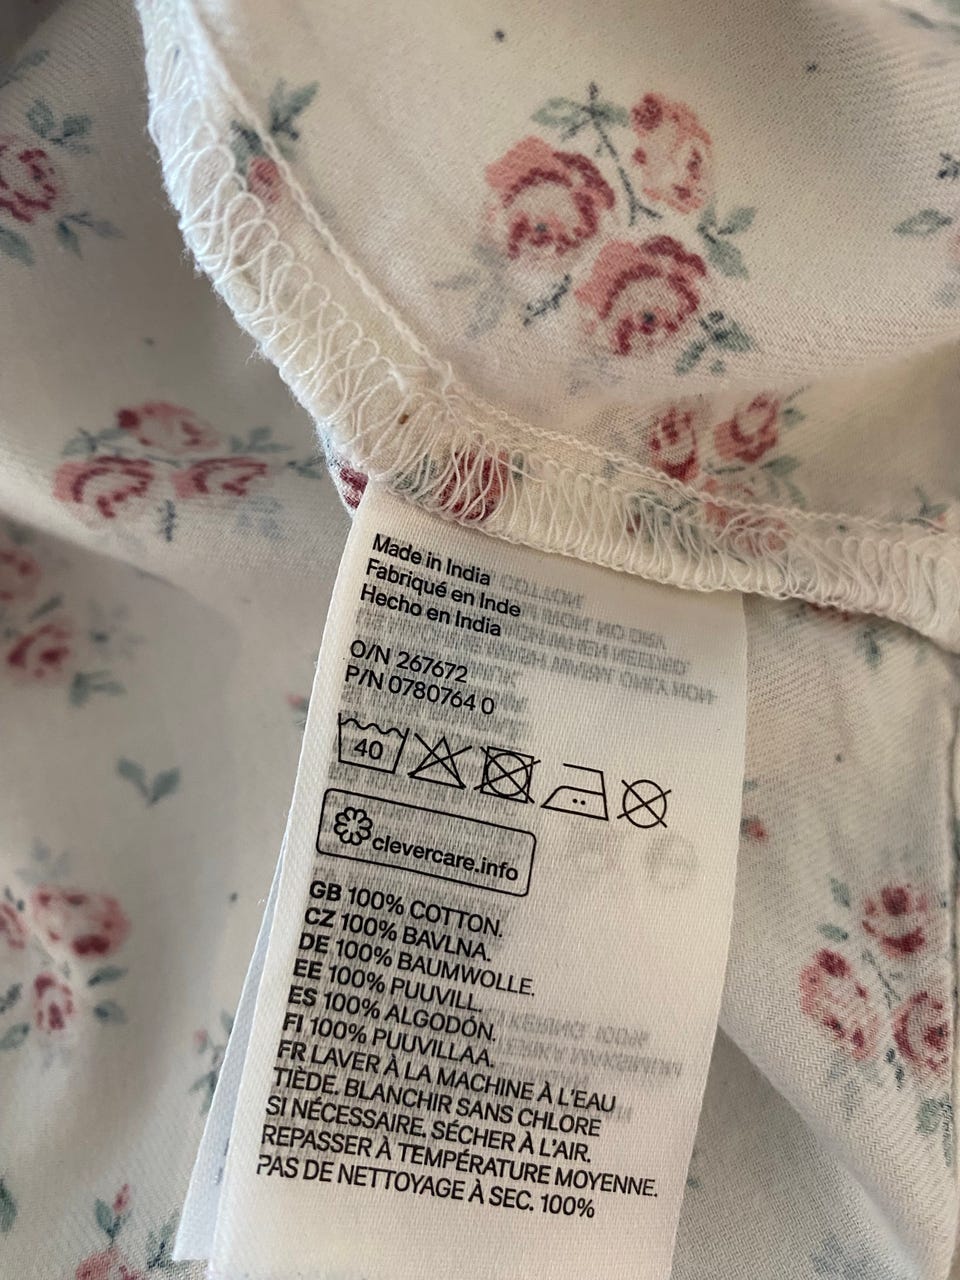 Made in India
Fabriqué en Inde
Hecho en India
O/N 267672
P/N 0780764 0
40
clevercare.info
GB 100% COTTON.
CZ 100% BAVLNA.
DE 100% BAUMWOLLE.
EE 100% PUUVILL.
ES 100% ALGODÓN.
FI 100% PUUVILLAA.
FR LAVER À LA MACHINE À L'EAU
TIÈDE. BLANCHIR SANS CHLORE
SI NÉCESSAIRE. SÉCHER À L'AIR.
REPASSER À TEMPÉRATURE MOYENNE.
PAS DE NETTOYAGE À SEC. 100%